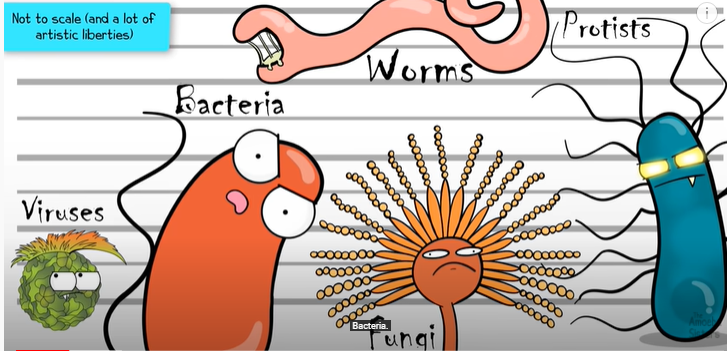 Not to scale (and a lot of
artistic liberties)
Protists
Worms
Bacteria
Viruses
Bacteria.
Fungi